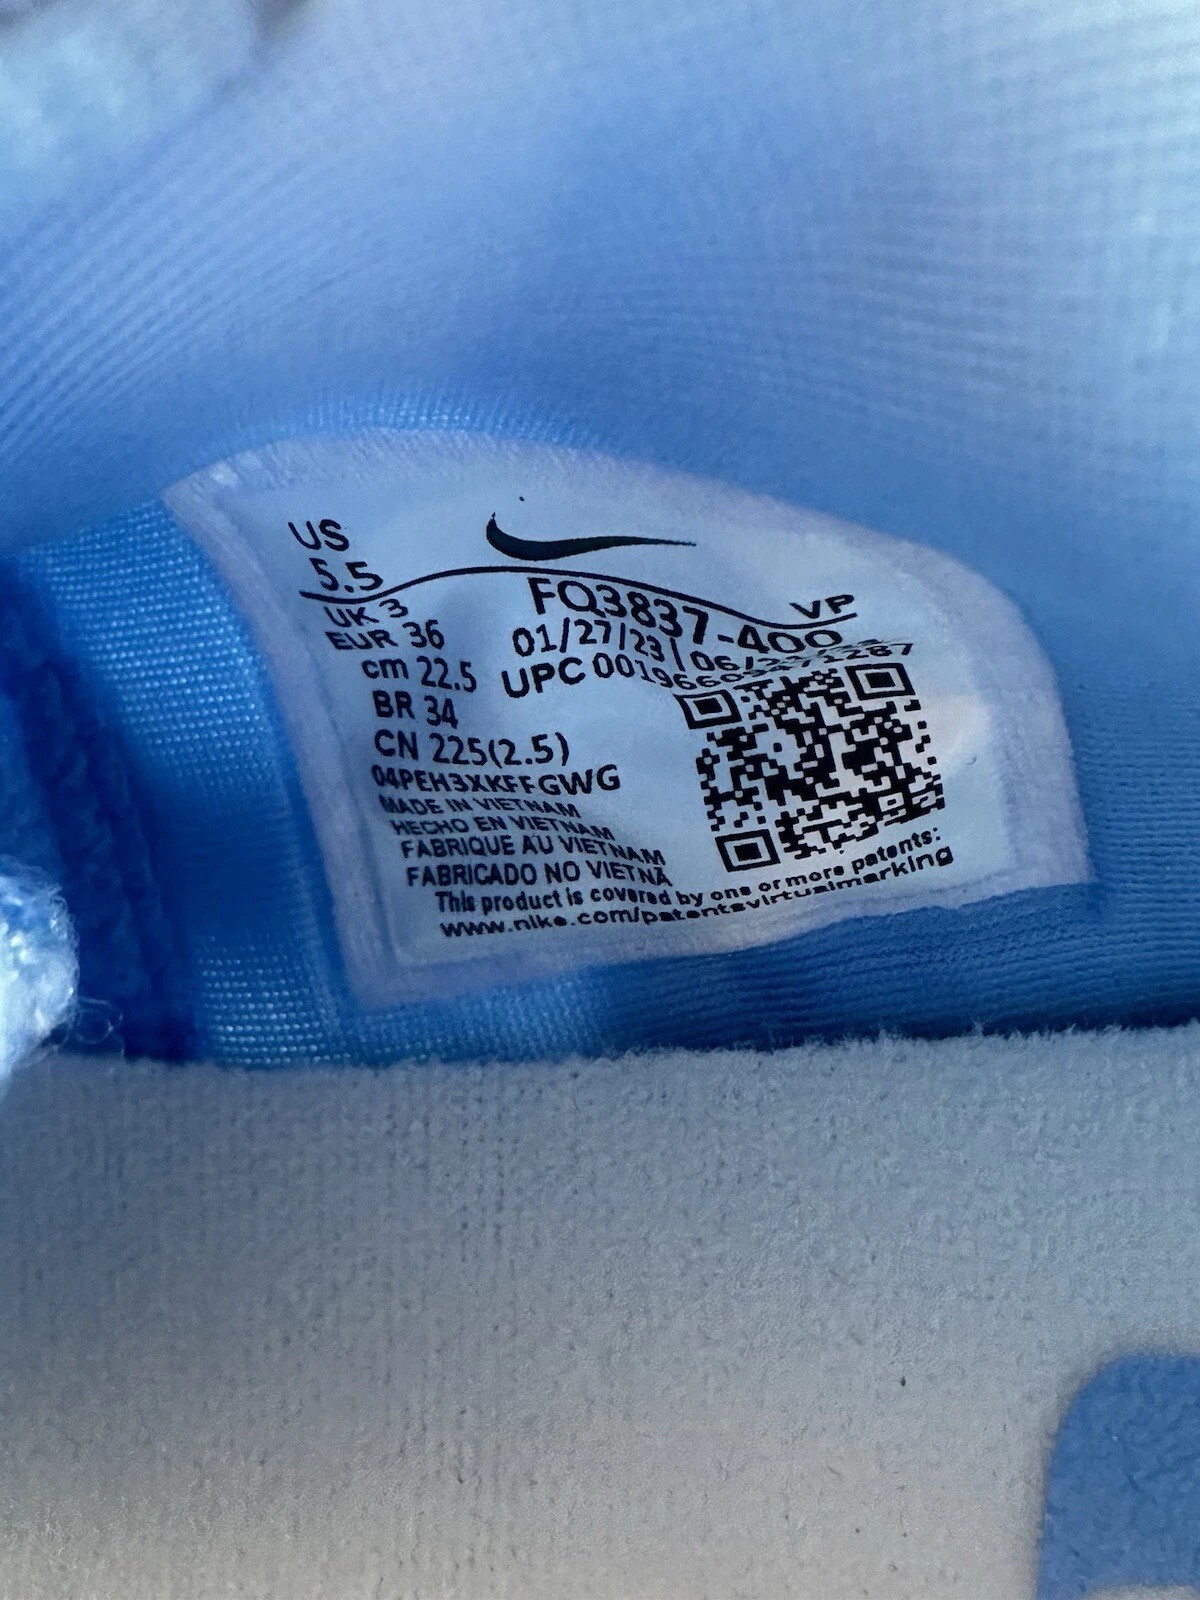 US
5.5
UK 3
EUR 36
cm 22.5
BR 34
CN 225(2.5)
VP
FQ3837-400
01/27/23 | 06/
UPC
04PEH3XKFFGWG
MADE IN VIETNAM
HECHO EN VIETNAM
FABRIQUE AU VIETNAM
FABRICADO NO VIETNÃ
This product is covered by one or more patents:
www.nike.com/patentsvirtualmarking